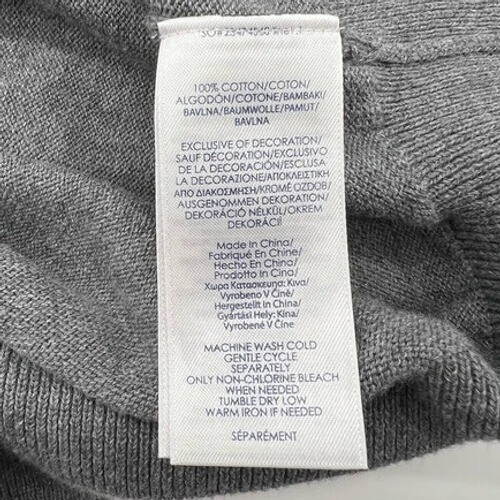 100% COTTON/COTON/
ALGODÓN/COTONE/ΒΑΜΒΑΚΙ/
BAVLNA/BAUMWOLLE/PAMUT/
BAVLNA
EXCLUSIVE OF DECORATION/
SAUF DÉCORATION/EXCLUSIVO
DE LA DECORACIÓN/ESCLUSA
LA DECORAZIONE/ΑΠΟΚΛΕΙΣΤΙΚΗ
ΑΠΟ ΔΙΑΚΟΣΜΗΣΗ/KROMĚ OZDOB/
AUSGENOMMEN DEKORATION/
DEKORÁCIÓ NÉLKÜL/OKREM
DEKORÁCIÍ
Made In China/
Fabriqué En Chine/
Hecho En China/
Prodotto In Cina/
Χωρα Κατασκευης: Κινα/
Vyrobeno V Číně/
Hergestellt in China/
Gyártási Hely: Kína/
Vyrobené V Číne
MACHINE WASH COLD
GENTLE CYCLE
SEPARATELY
ONLY NON-CHLORINE BLEACH
WHEN NEEDED
TUMBLE DRY LOW
WARM IRON IF NEEDED
SÉPARÉMENT